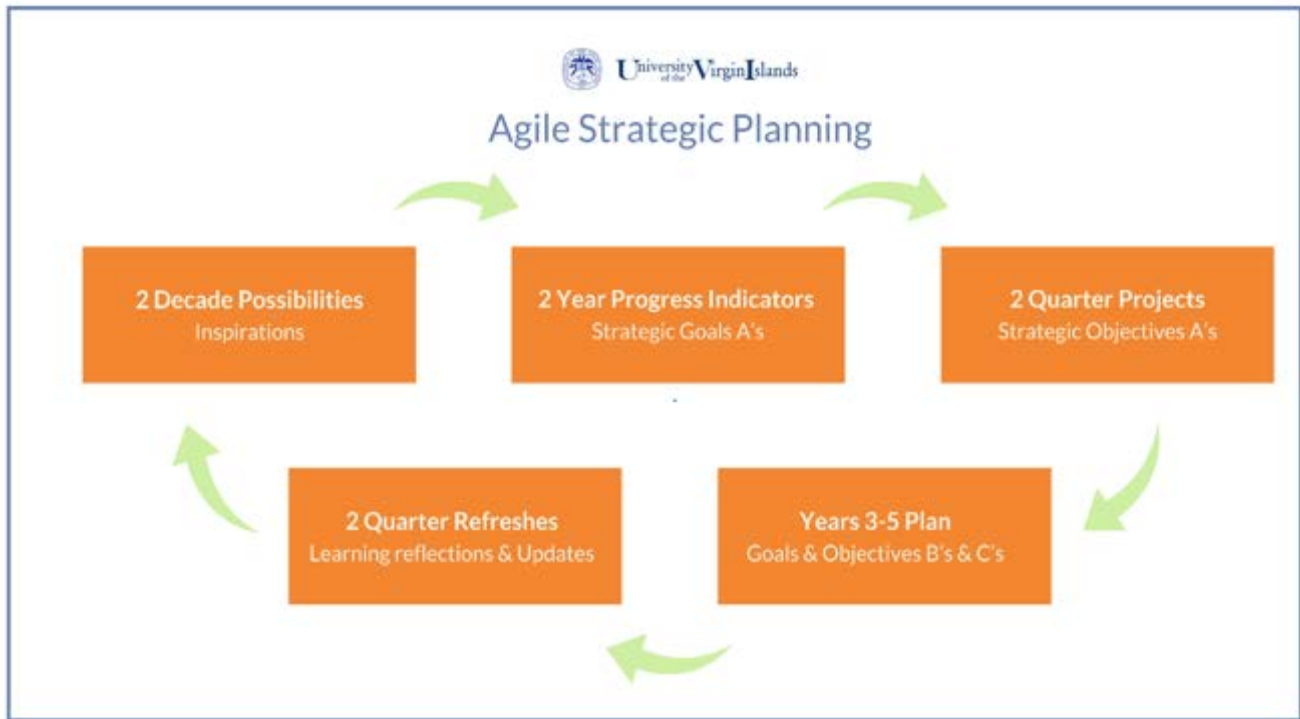 University of the Virgin Islands
Agile Strategic Planning
2 Decade Possibilities
Inspirations
2 Year Progress Indicators
Strategic Goals A's
2 Quarter Projects
Strategic Objectives A's
2 Quarter Refreshes
Learning reflections & Updates
Years 3-5 Plan
Goals & Objectives B's & C's